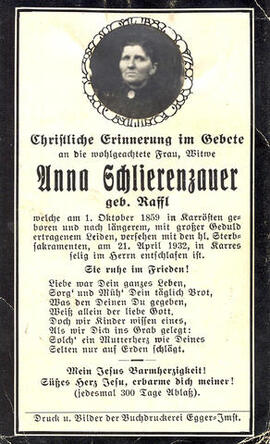 Christliche Erinnerung im Gebete
an die wohlgeachtete Frau, Witwe
Anna Schlierenzauer
geb. Raffl
welche am 1. Oktober 1859 in Karrösten ge-
boren und nach längerem, mit großer Geduld
ertragenem Leiden, versehen mit den hl. Sterb-
sakramenten, am 21. April 1932, in Karres
selig im Herrn entschlafen ist.
Sie ruhe im Frieden!
Liebe war Dein ganzes Leben,
Sorg' und Müh' Dein täglich Brot,
Was den Deinen Du gegeben,
Weiß allein der liebe Gott,
Doch wir Kinder wissen eines,
Als wir Dich ins Grab gelegt:
Solch' ein Mutterherz wie Deines
Selten nur auf Erden schlägt.
Mein Jesus Barmherzigkeit!
Süßes Herz Jesu, erbarme dich meiner!
(jedesmal 300 Tage Ablaß).
Druck u. Bilder der Buchdruckerei Egger-Imst.